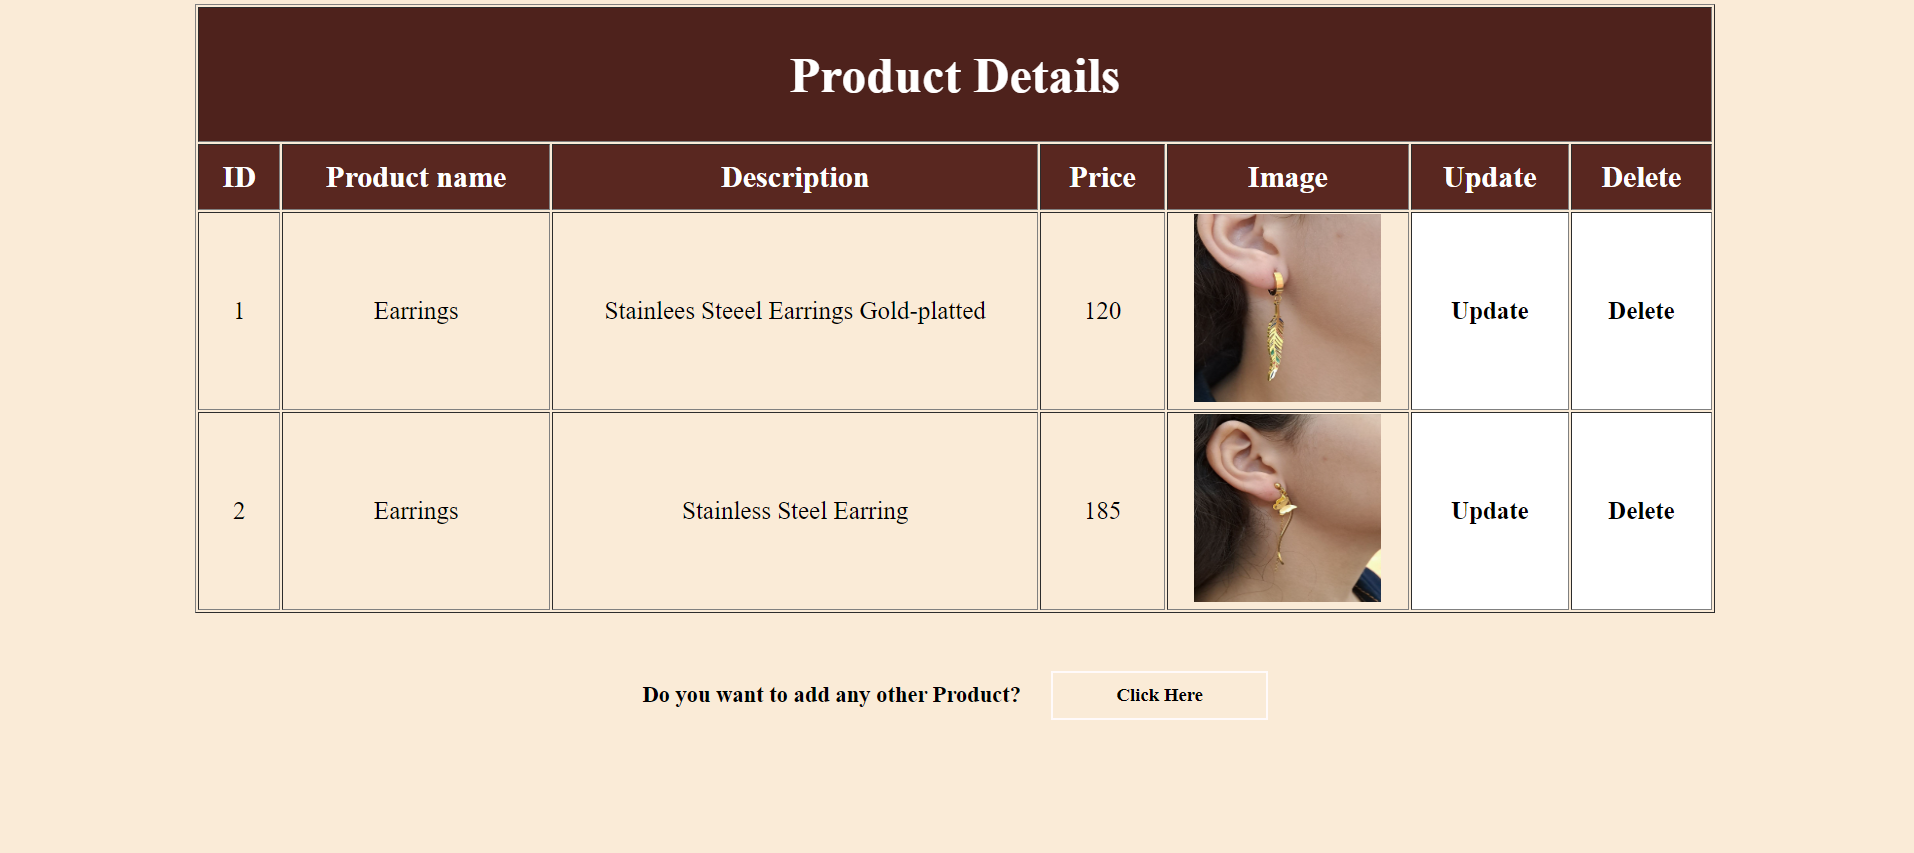 Product Details
ID Product name Description Price Image Update Delete
1 Earrings Stainlees Steeel Earrings Gold-platted 120 Update Delete
2 Earrings Stainless Steel Earring 185 Update Delete
Do you want to add any other Product? Click Here